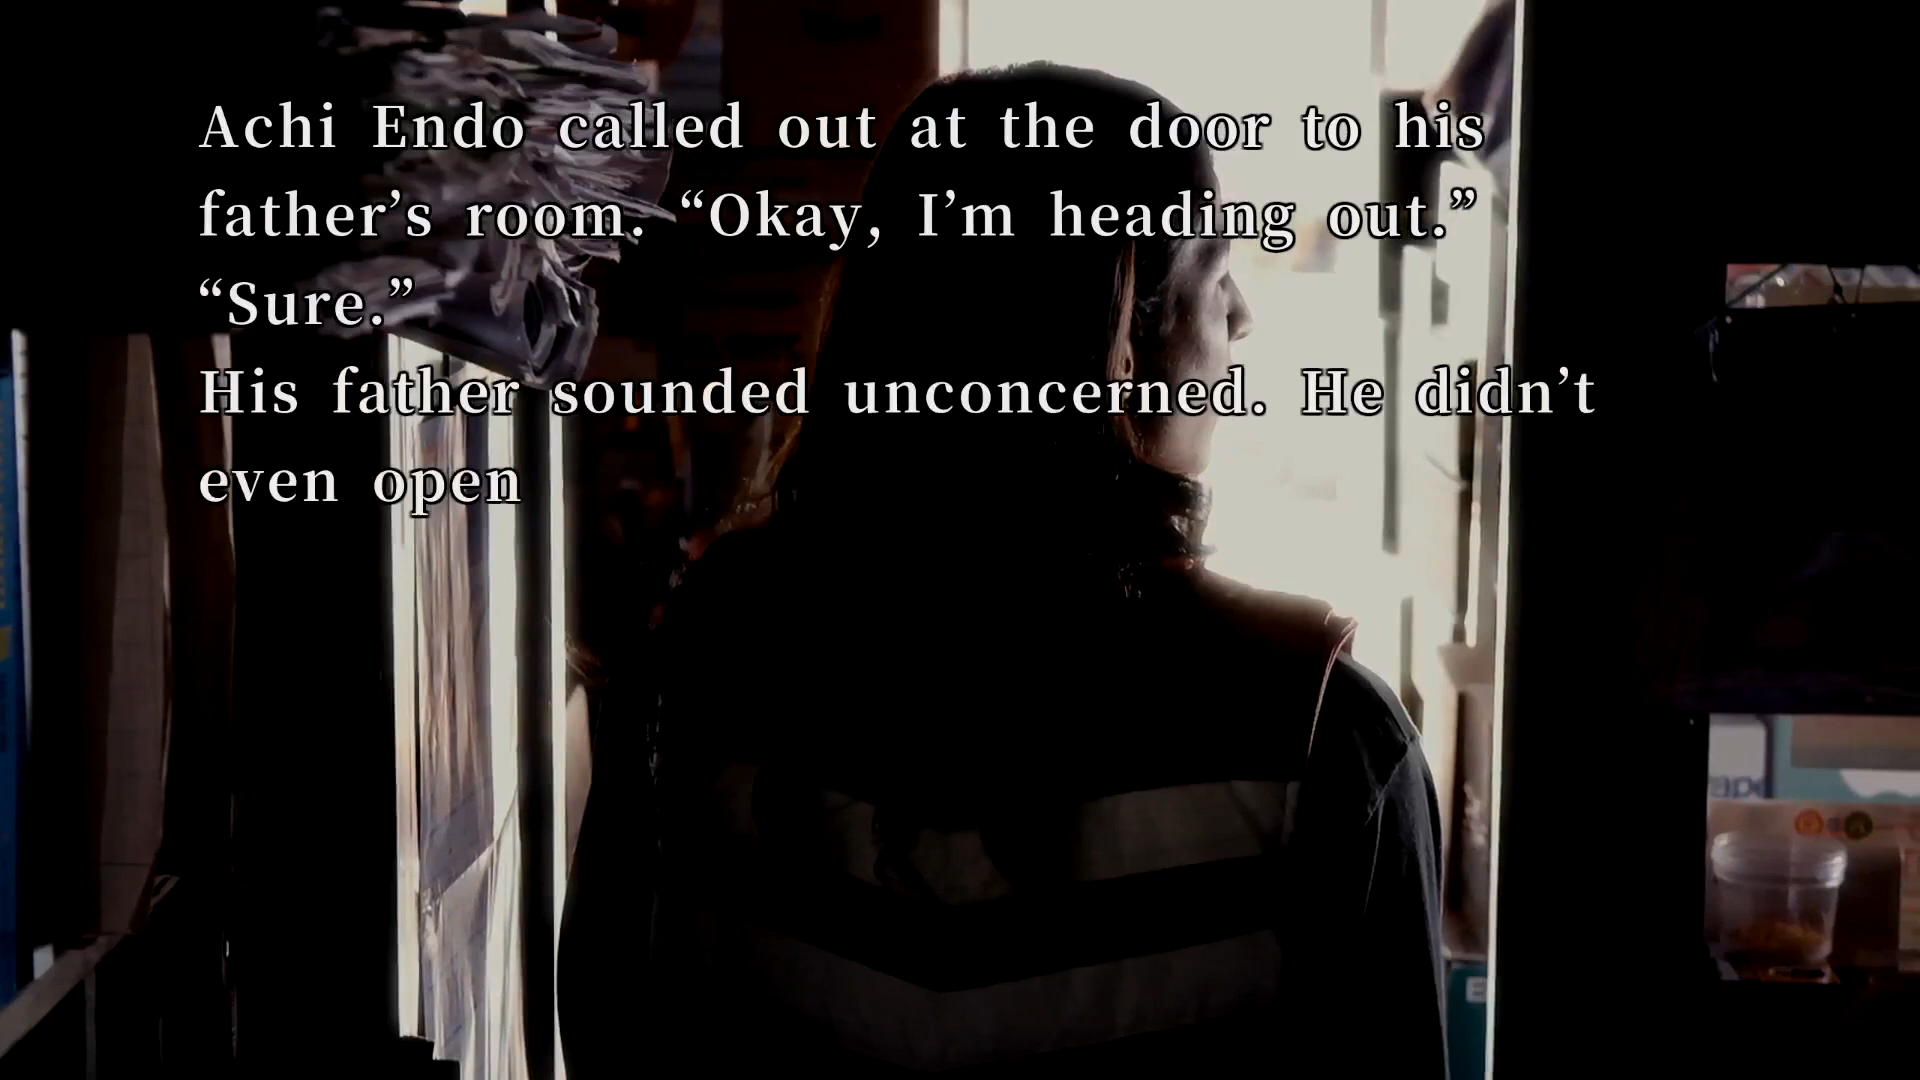 Achi Endo called out at the door to his
father’s room. “Okay, I’m heading out.”
“Sure.”
His father sounded unconcerned. He didn’t
even open